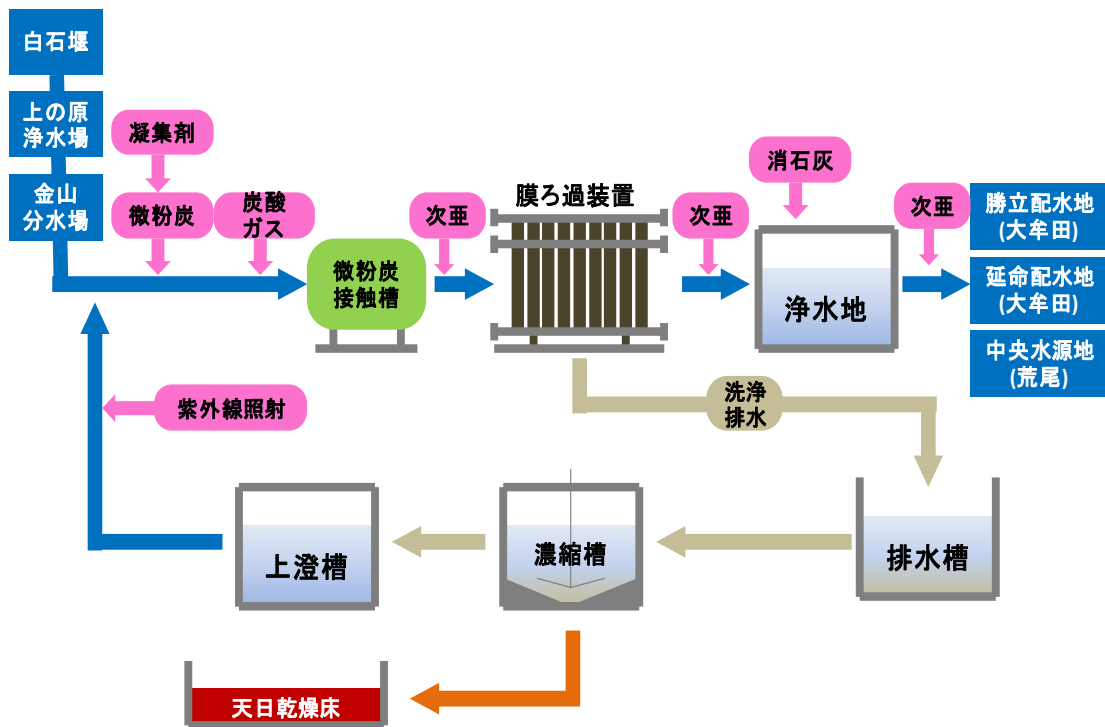 白石堰
上の原
浄水場
金山
分水場
凝集剤
微粉炭
炭酸
ガス
微粉炭
接触槽
次亜
膜ろ過装置
次亜
消石灰
浄水地
次亜
勝立配水地
(大牟田)
延命配水地
(大牟田)
中央水源地
(荒尾)
洗浄
排水
紫外線照射
上澄槽
濃縮槽
排水槽
天日乾燥床